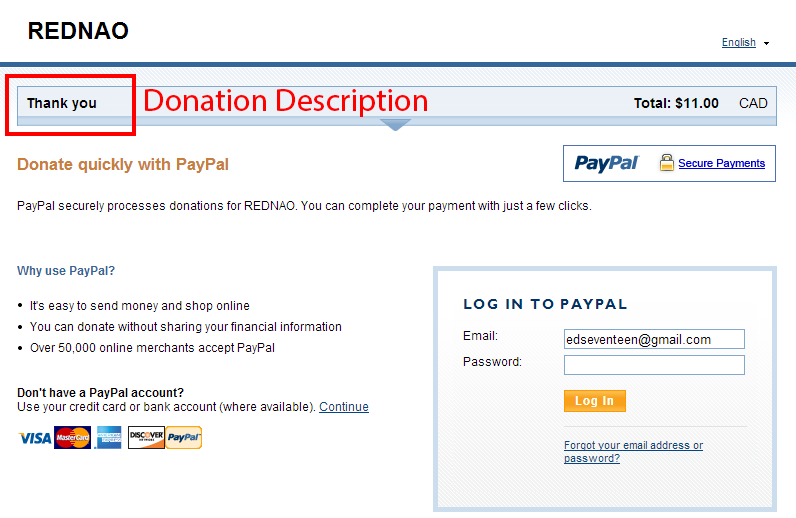 REDNAO
English
Thank you
Donation Description
Total: $11.00 CAD
Donate quickly with PayPal
PayPal
Secure Payments
PayPal securely processes donations for REDNAO. You can complete your payment with just a few clicks.
Why use PayPal?
• It's easy to send money and shop online
• You can donate without sharing your financial information
• Over 50,000 online merchants accept PayPal
Don't have a PayPal account?
Use your credit card or bank account (where available). Continue
VISA MasterCard AMERICAN EXPRESS DISCOVER NETWORK PayPal
LOG IN TO PAYPAL
Email: edseventeen@gmail.com
Password:
Log In
Forgot your email address or
password?